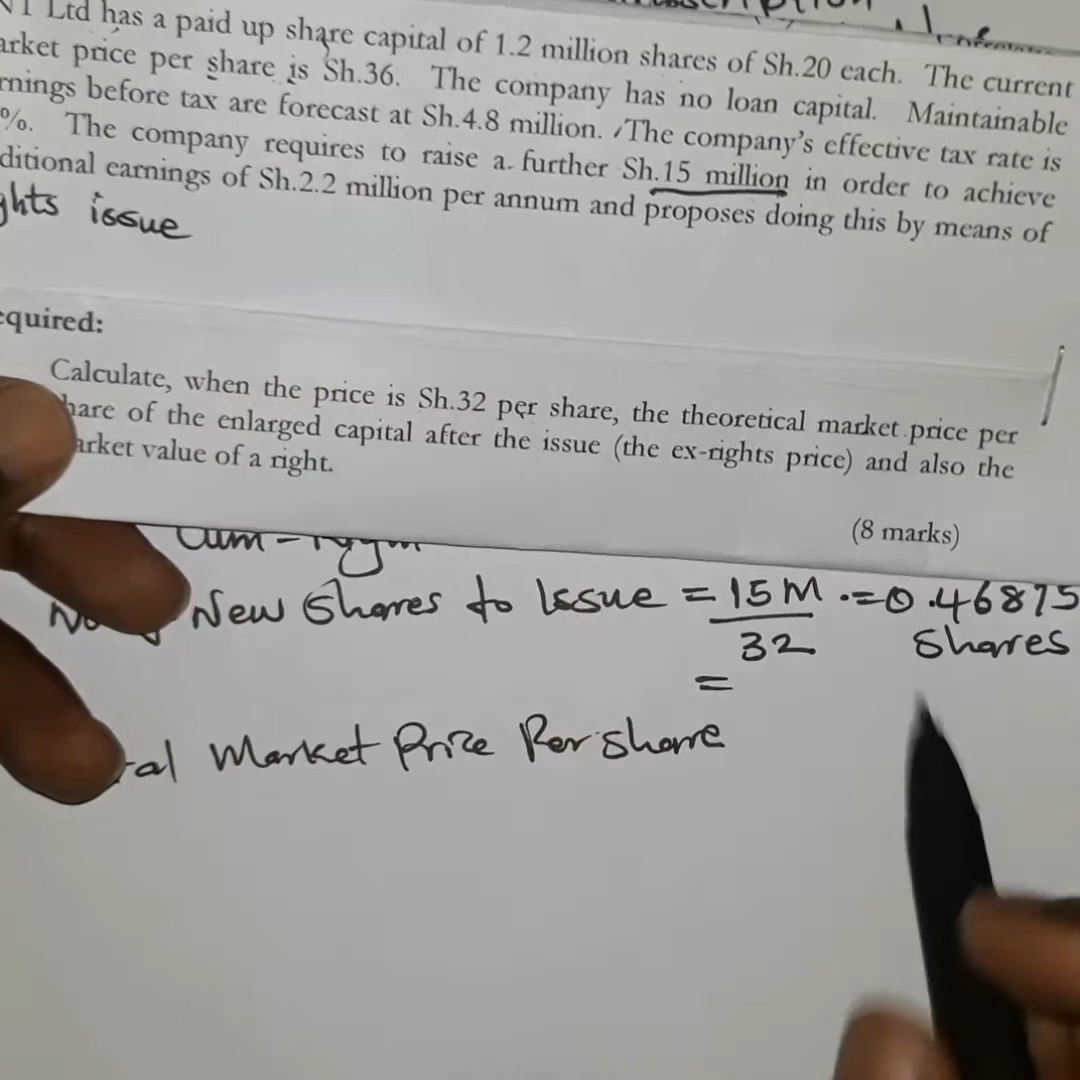 Ltd has a paid up share capital of 1.2 million shares of Sh.20 each. The current
arket price per share is Sh.36. The company has no loan capital. Maintainable
rnings before tax are forecast at Sh.4.8 million. The company's effective tax rate is
%. The company requires to raise a further Sh.15 million in order to achieve
ditional earnings of Sh.2.2 million per annum and proposes doing this by means of
ghts issue
equired:
Calculate, when the price is Sh.32 per share, the theoretical market price per
hare of the enlarged capital after the issue (the ex-rights price) and also the
arket value of a right.
(8 marks)
New Shares to Issue = 15M = 0.46875
32 Shares
=
al Market Price Per share